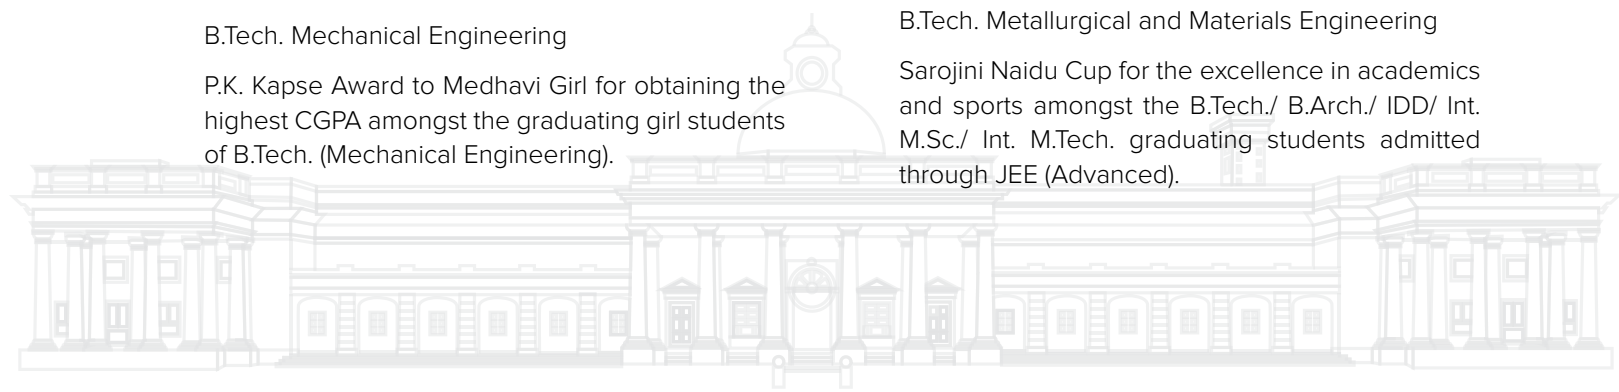 B.Tech. Mechanical Engineering
P.K. Kapse Award to Medhavi Girl for obtaining the
highest CGPA amongst the graduating girl students
of B.Tech. (Mechanical Engineering).
B.Tech. Metallurgical and Materials Engineering
Sarojini Naidu Cup for the excellence in academics
and sports amongst the B.Tech./ B.Arch./ IDD/ Int.
M.Sc./ Int. M.Tech. graduating students admitted
through JEE (Advanced).